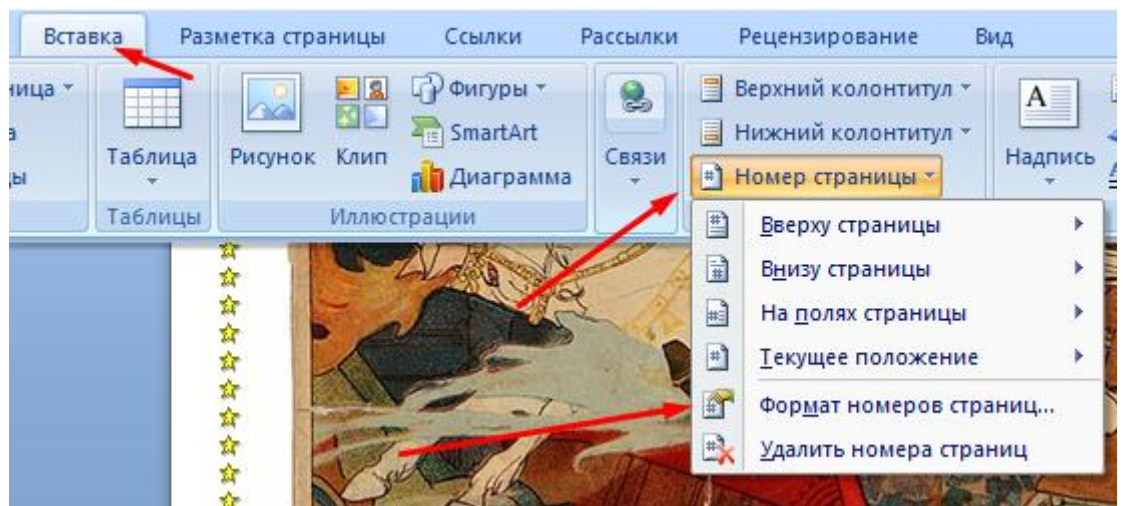 Вставка Разметка страницы Ссылки Рассылки Рецензирование Вид
Таблица
Таблицы
Рисунок Клип
Фигуры
SmartArt
Диаграмма
Иллюстрации
Связи
Верхний колонтитул
Нижний колонтитул
Номер страницы
Надпись
Вверху страницы
Внизу страницы
На полях страницы
Текущее положение
Формат номеров страниц...
Удалить номера страниц